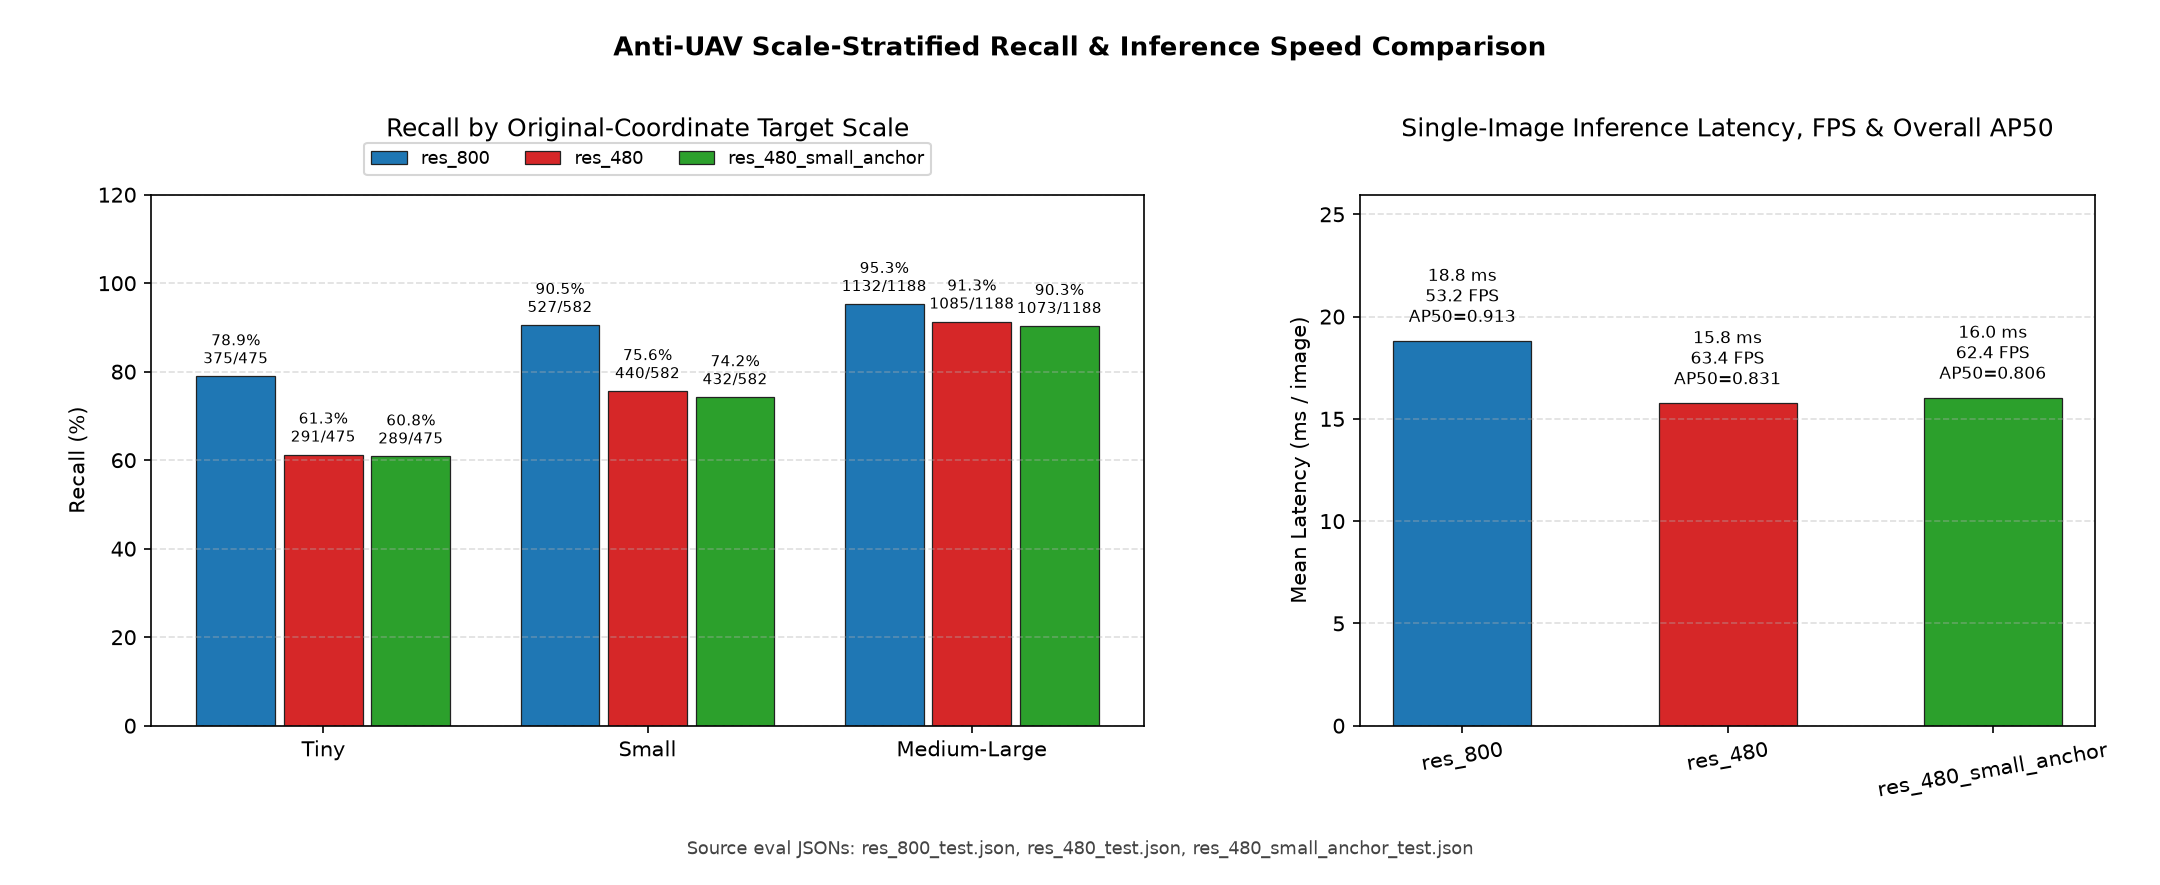 Anti-UAV Scale-Stratified Recall & Inference Speed Comparison
Recall by Original-Coordinate Target Scale
res_800
res_480
res_480_small_anchor
Recall (%)
120
100
80
60
40
20
0
78.9%
375/475
61.3%
291/475
60.8%
289/475
90.5%
527/582
75.6%
440/582
74.2%
432/582
95.3%
1132/1188
91.3%
1085/1188
90.3%
1073/1188
Tiny
Small
Medium-Large
Single-Image Inference Latency, FPS & Overall AP50
Mean Latency (ms / image)
25
20
15
10
5
0
18.8 ms
53.2 FPS
AP50=0.913
15.8 ms
63.4 FPS
AP50=0.831
16.0 ms
62.4 FPS
AP50=0.806
res_800
res_480
res_480_small_anchor
Source eval JSONs: res_800_test.json, res_480_test.json, res_480_small_anchor_test.json